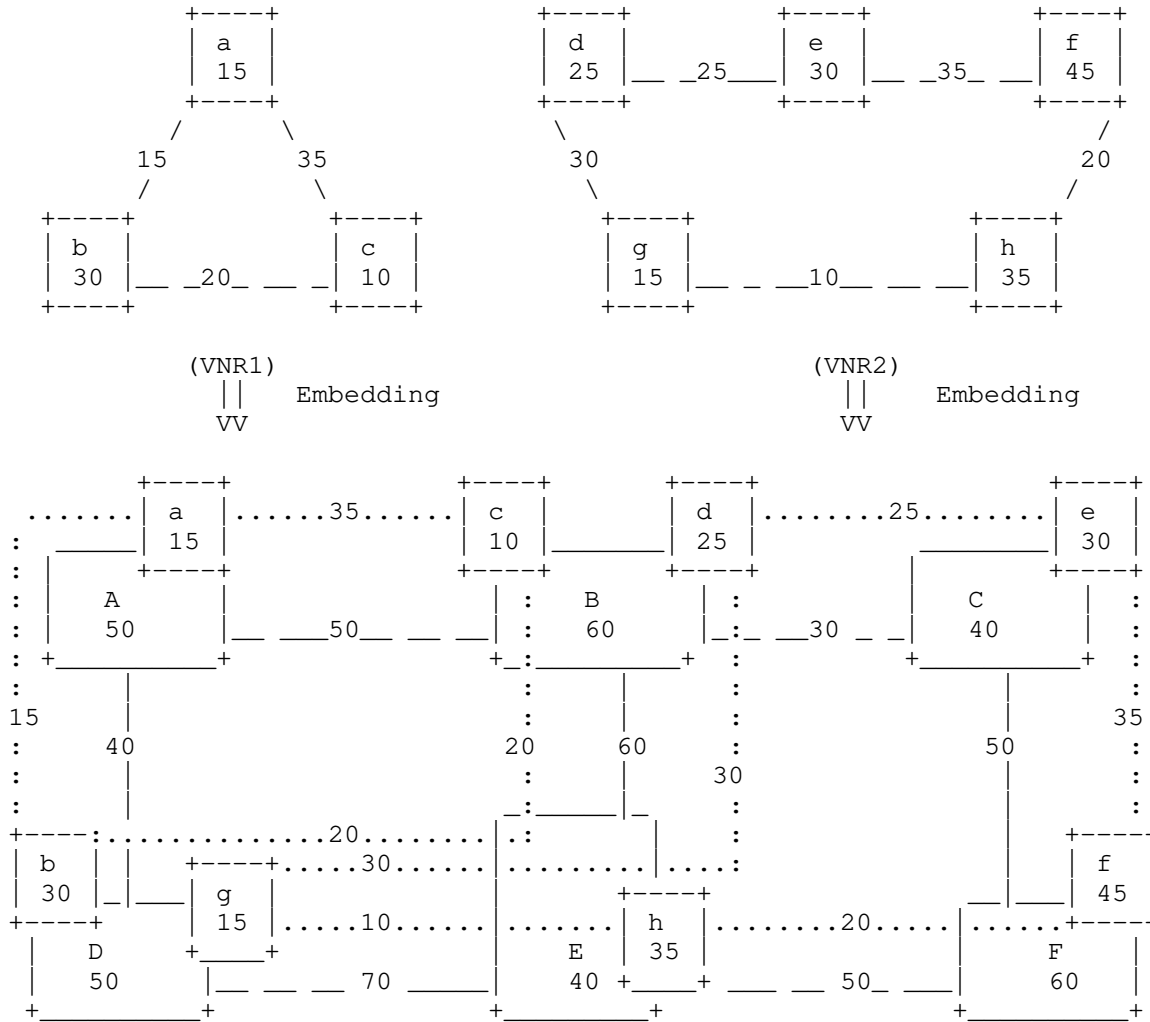 a d e f
15 25 25 30 35 45
15 35 30 20
b c g h
30 20 10 15 10 35
(VNR1) (VNR2)
Embedding Embedding
VV VV
a 35 c d 25 e
15 10 25 30
A B C
50 50 60 30 40
15 35
40 20 60 50
30
20
b 30 f
30 g 45
15 10 h 20
D E 35 F
50 70 40 50 60